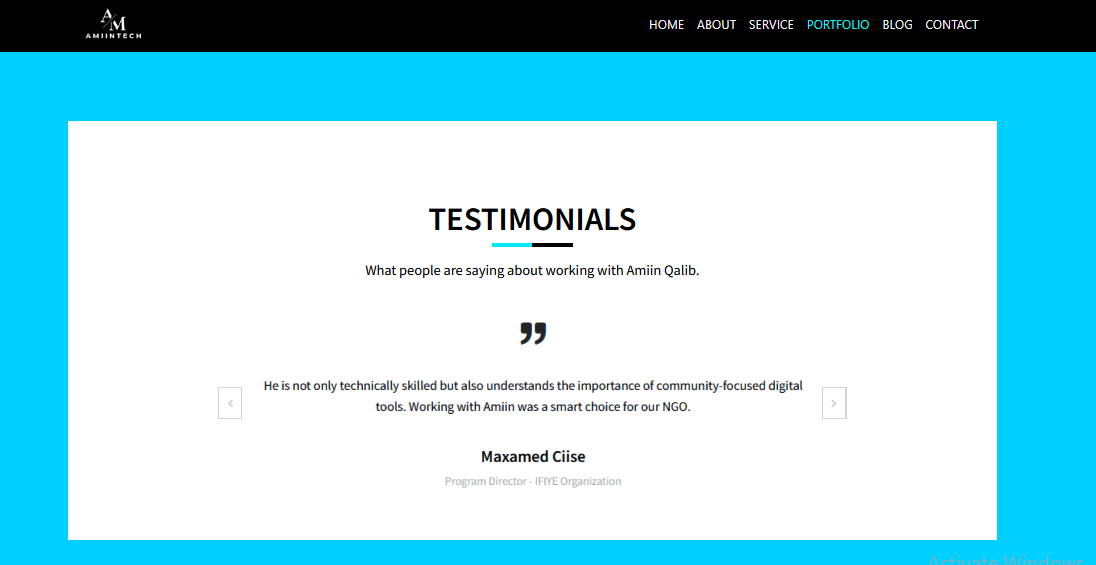 AM
AMIINTECH
HOME ABOUT SERVICE PORTFOLIO BLOG CONTACT
TESTIMONIALS
What people are saying about working with Amiin Qalib.
”
He is not only technically skilled but also understands the importance of community-focused digital
tools. Working with Amiin was a smart choice for our NGO.
Maxamed Ciise
Program Director - IFIYE Organization
Activate Windows